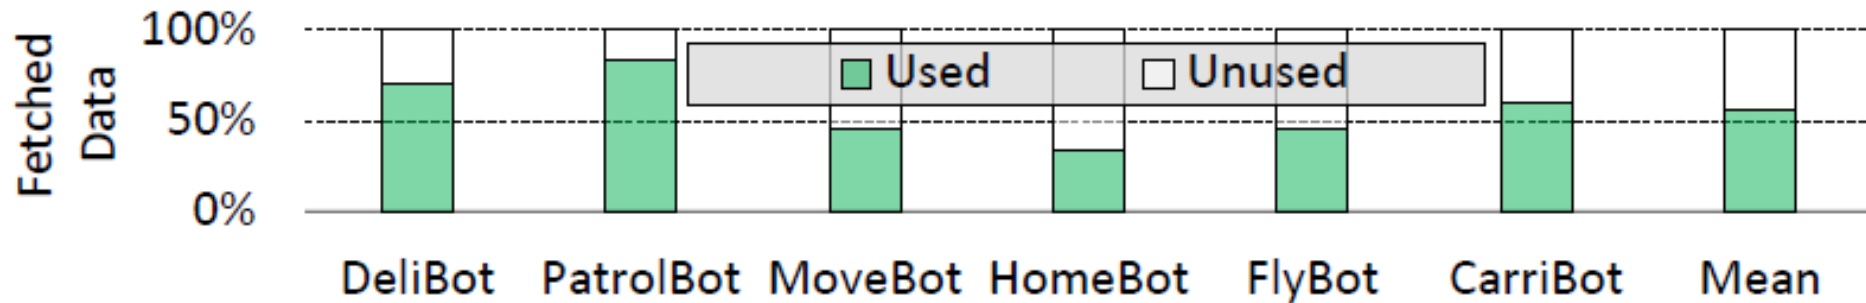 Fetched
Data
100%
50%
0%
Used Unused
DeliBot PatrolBot MoveBot HomeBot FlyBot CarriBot Mean